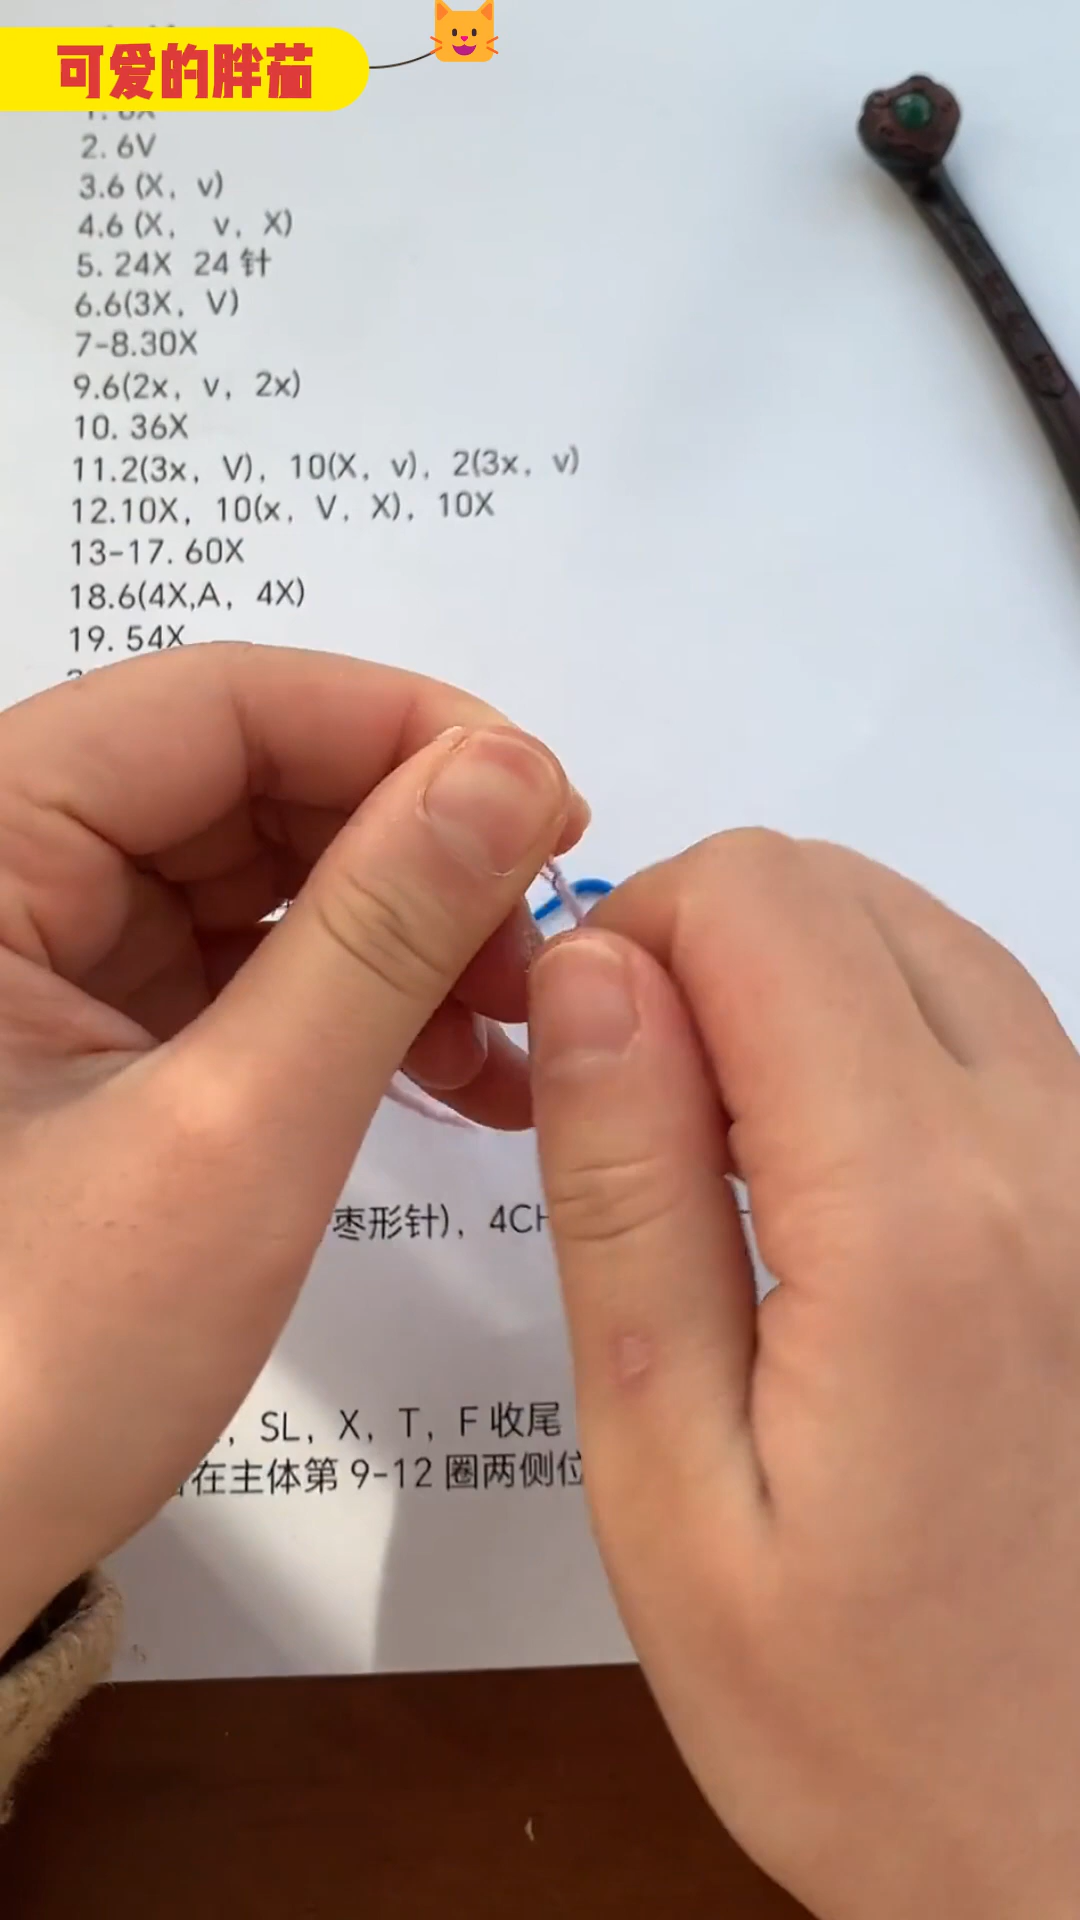 可爱的胖茄
2. 6V
3.6 (X, v)
4.6 (X, v, X)
5. 24X 24 针
6.6(3X, V)
7-8.30X
9.6(2x, v, 2x)
10. 36X
11.2(3x, V), 10(X, v), 2(3x, v)
12.10X, 10(x, V, X), 10X
13-17. 60X
18.6(4X,A, 4X)
19. 54X
枣形针), 4CH
, SL, X, T, F 收尾
在主体第 9-12 圈两侧位